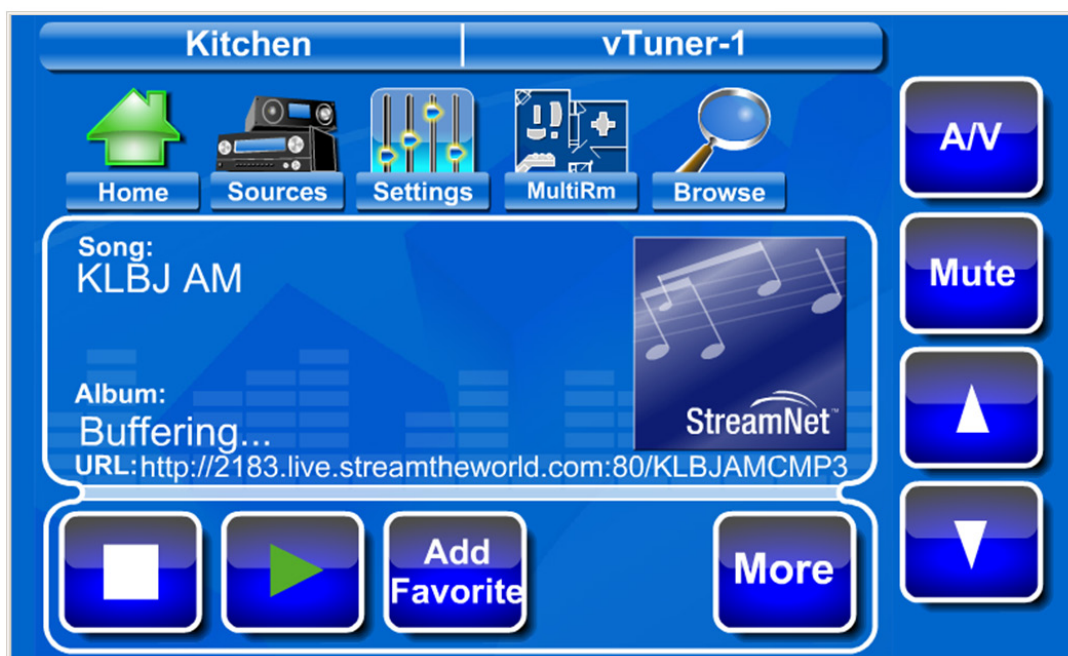 Kitchen
vTuner-1
Home
Sources
Settings
MultiRm
Browse
A/V
Mute
Song:
KLBJ AM
StreamNet™
Album:
Buffering...
URL: http://2183.live.streamtheworld.com:80/KLBJAMCMP3
Add
Favorite
More